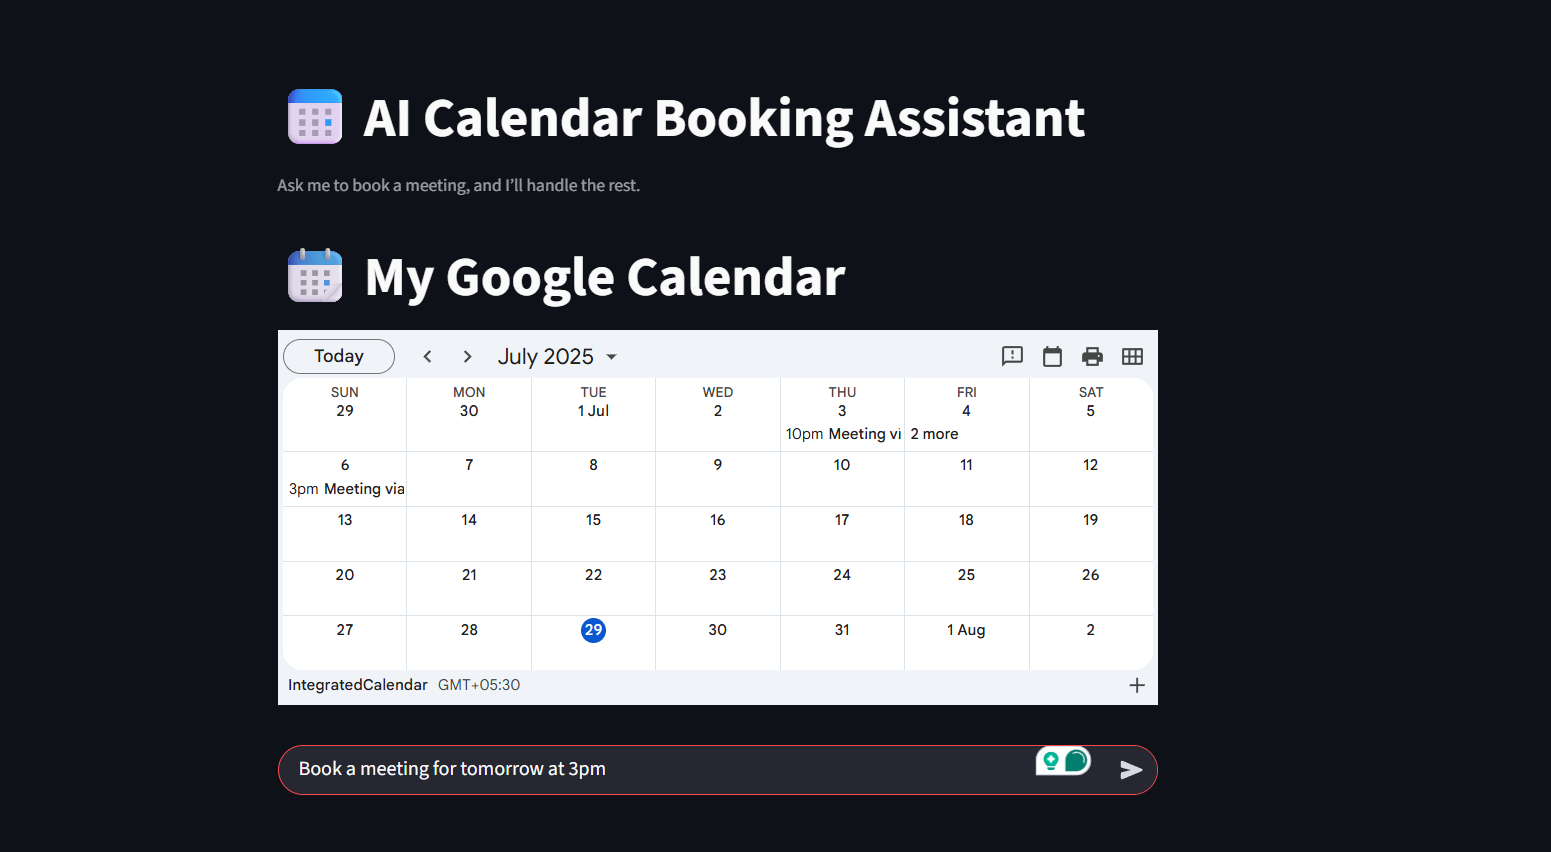 AI Calendar Booking Assistant
Ask me to book a meeting, and I’ll handle the rest.
My Google Calendar
Today July 2025
SUN MON TUE WED THU FRI SAT
29 30 1 Jul 2 3 4 5
10pm Meeting vi 2 more
6 7 8 9 10 11 12
3pm Meeting via
13 14 15 16 17 18 19
20 21 22 23 24 25 26
27 28 29 30 31 1 Aug 2
IntegratedCalendar GMT+05:30
Book a meeting for tomorrow at 3pm